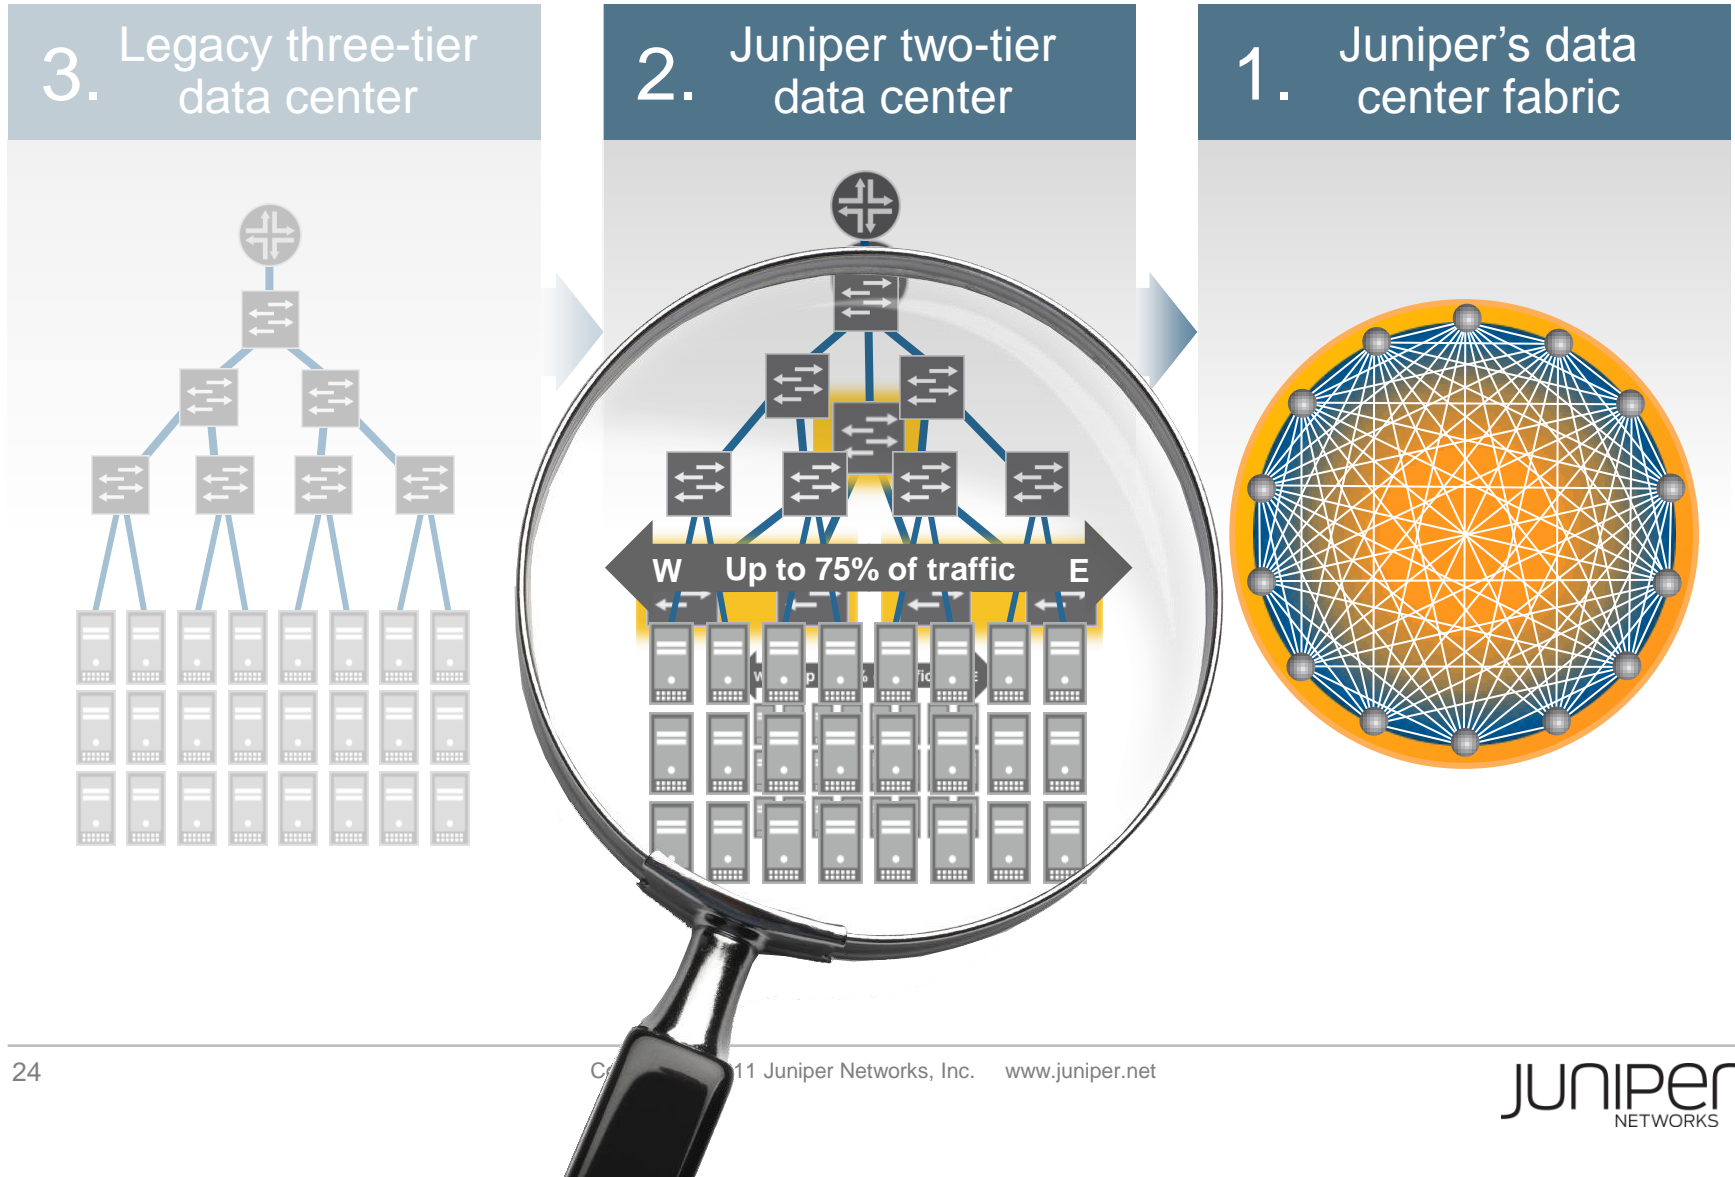 3.
Legacy three-tier
data center
2.
Juniper two-tier
data center
1.
Juniper’s data
center fabric
W Up to 75% of traffic E
24
11 Juniper Networks, Inc. www.juniper.net
JUNIPER
NETWORKS